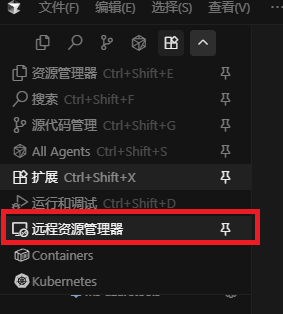 文件(F) 编辑(E) 选择(S) 查看(V)
资源管理器 Ctrl+Shift+E
搜索 Ctrl+Shift+F
源代码管理 Ctrl+Shift+G
All Agents Ctrl+Shift+S
扩展 Ctrl+Shift+X
运行和调试 Ctrl+Shift+D
远程资源管理器
Containers
Kubernetes